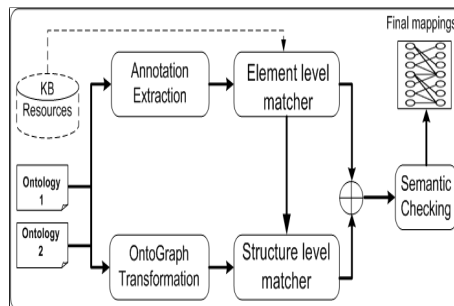 Final mappings
KB
Resources
Annotation
Extraction
Element level
matcher
Ontology
1
Ontology
2
OntoGraph
Transformation
Structure level
matcher
Semantic
Checking